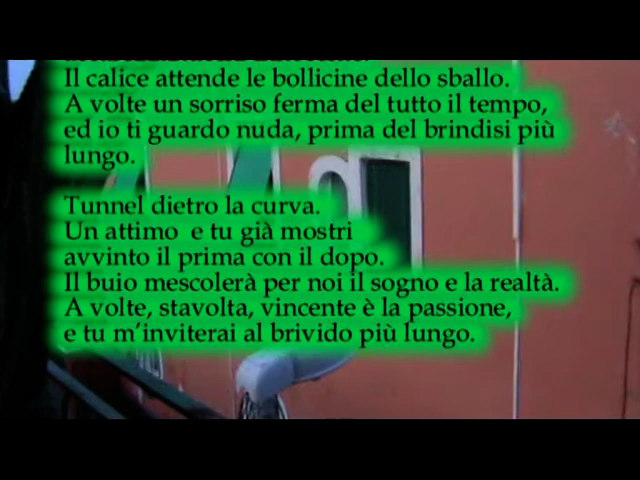 Il calice attende le bollicine dello sballo.
A volte un sorriso ferma del tutto il tempo,
ed io ti guardo nuda, prima del brindisi più
lungo.
Tunnel dietro la curva.
Un attimo e tu già mostri
avvinto il prima con il dopo.
Il buio mescolerà per noi il sogno e la realtà.
A volte, stavolta, vincente è la passione,
e tu m'inviterai al brivido più lungo.